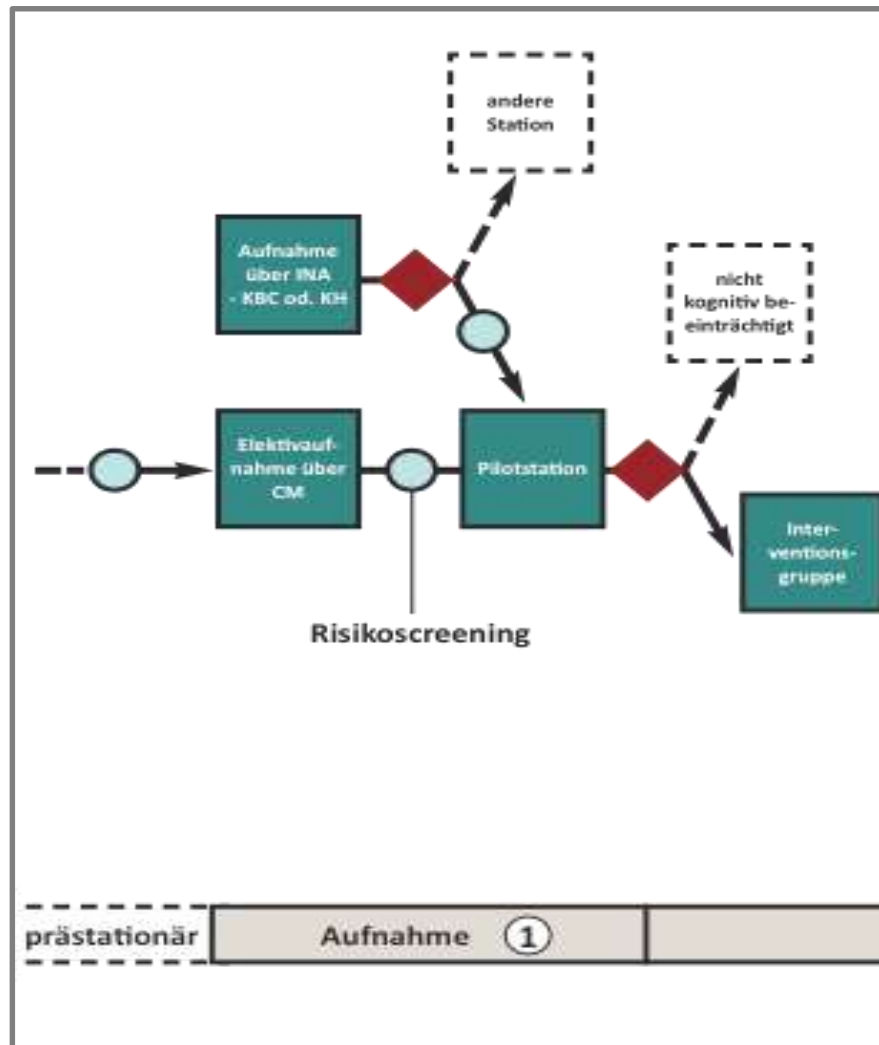 andere
Station
Aufnahme
über INA
- KBC od. KH
nicht
kognitiv be-
einträchtigt
Elektivauf-
nahme über
CM
Pilotstation
Inter-
ventions-
gruppe
Risikoscreening
prästationär
Aufnahme 1